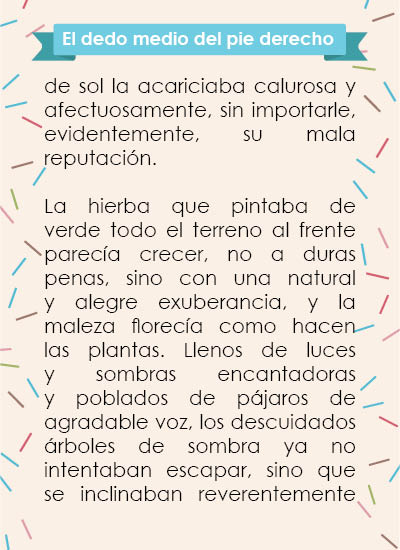 El dedo medio del pie derecho
de sol la acariciaba calurosa y
afectuosamente, sin importarle,
evidentemente, su mala
reputación.
La hierba que pintaba de
verde todo el terreno al frente
parecía crecer, no a duras
penas, sino con una natural
y alegre exuberancia, y la
maleza florecía como hacen
las plantas. Llenos de luces
y sombras encantadoras
y poblados de pájaros de
agradable voz, los descuidados
árboles de sombra ya no
intentaban escapar, sino que
se inclinaban reverentemente